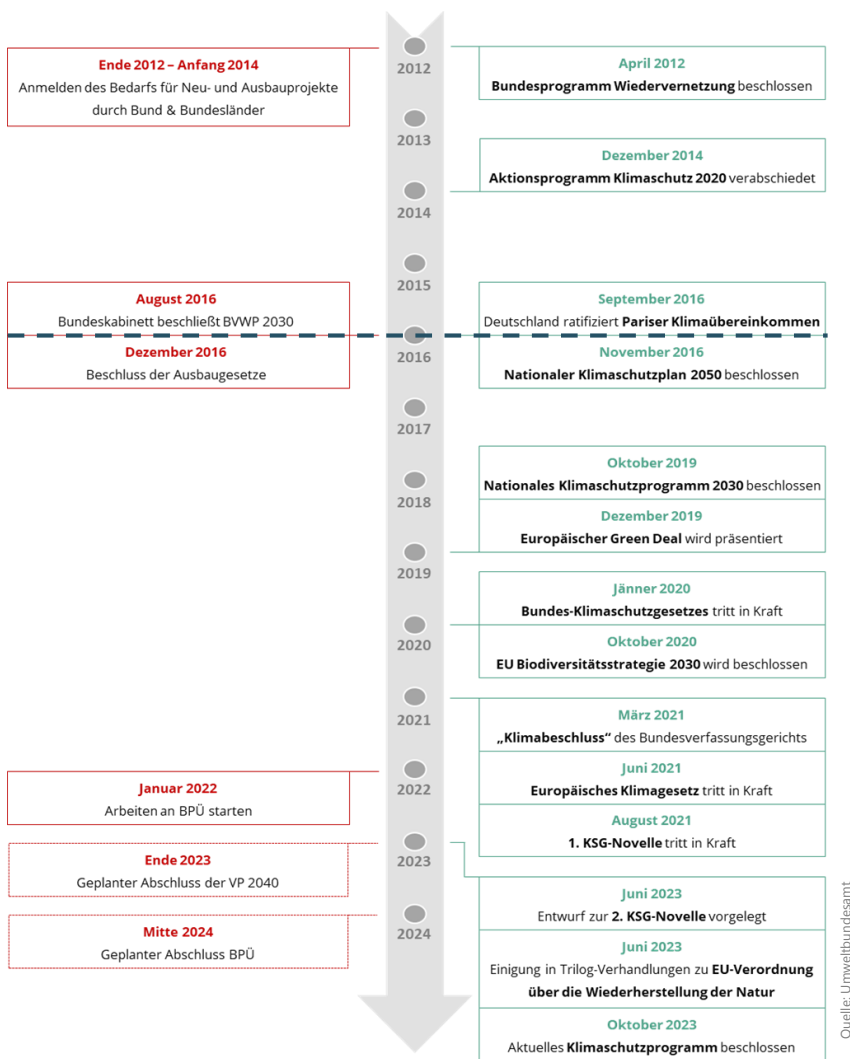 Ende 2012 – Anfang 2014
Anmelden des Bedarfs für Neu- und Ausbauprojekte
durch Bund & Bundesländer
2012
April 2012
Bundesprogramm Wiedervernetzung beschlossen
2013
Dezember 2014
Aktionsprogramm Klimaschutz 2020 verabschiedet
2014
2015
August 2016
Bundeskabinett beschließt BVWP 2030
September 2016
Deutschland ratifiziert Pariser Klimaübereinkommen
Dezember 2016
Beschluss der Ausbaugesetze
2016
November 2016
Nationaler Klimaschutzplan 2050 beschlossen
2017
Oktober 2019
Nationales Klimaschutzprogramm 2030 beschlossen
2018
Dezember 2019
Europäischer Green Deal wird präsentiert
2019
Jänner 2020
Bundes-Klimaschutzgesetzes tritt in Kraft
2020
Oktober 2020
EU Biodiversitätsstrategie 2030 wird beschlossen
2021
März 2021
„Klimabeschluss“ des Bundesverfassungsgerichts
Juni 2021
Europäisches Klimagesetz tritt in Kraft
Januar 2022
Arbeiten an BPÜ starten
2022
August 2021
1. KSG-Novelle tritt in Kraft
Ende 2023
Geplanter Abschluss der VP 2040
2023
Juni 2023
Entwurf zur 2. KSG-Novelle vorgelegt
Mitte 2024
Geplanter Abschluss BPÜ
2024
Juni 2023
Einigung in Trilog-Verhandlungen zu EU-Verordnung
über die Wiederherstellung der Natur
Oktober 2023
Aktuelles Klimaschutzprogramm beschlossen
Quelle: Umweltbundesamt